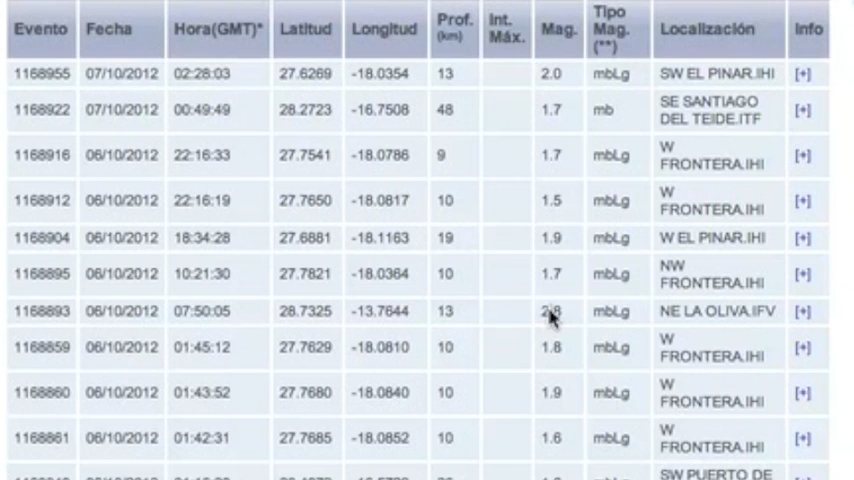 Evento Fecha Hora(GMT)* Latitud Longitud Prof. (km) Int. Máx. Mag. Tipo Mag. (**) Localización Info
1168955 07/10/2012 02:28:03 27.6269 -18.0354 13 2.0 mbLg SW EL PINAR.IHI [+]
1168922 07/10/2012 00:49:49 28.2723 -16.7508 48 1.7 mb SE SANTIAGO DEL TEIDE.ITF [+]
1168916 06/10/2012 22:16:33 27.7541 -18.0786 9 1.7 mbLg W FRONTERA.IHI [+]
1168912 06/10/2012 22:16:19 27.7650 -18.0817 10 1.5 mbLg W FRONTERA.IHI [+]
1168904 06/10/2012 18:34:28 27.6881 -18.1163 19 1.9 mbLg W EL PINAR.IHI [+]
1168895 06/10/2012 10:21:30 27.7821 -18.0364 10 1.7 mbLg NW FRONTERA.IHI [+]
1168893 06/10/2012 07:50:05 28.7325 -13.7644 13 mbLg NE LA OLIVA.IFV [+]
1168859 06/10/2012 01:45:12 27.7629 -18.0810 10 1.8 mbLg W FRONTERA.IHI [+]
1168860 06/10/2012 01:43:52 27.7680 -18.0840 10 1.9 mbLg W FRONTERA.IHI [+]
1168861 06/10/2012 01:42:31 27.7685 -18.0852 10 1.6 mbLg W FRONTERA.IHI [+]
SW PUERTO DE